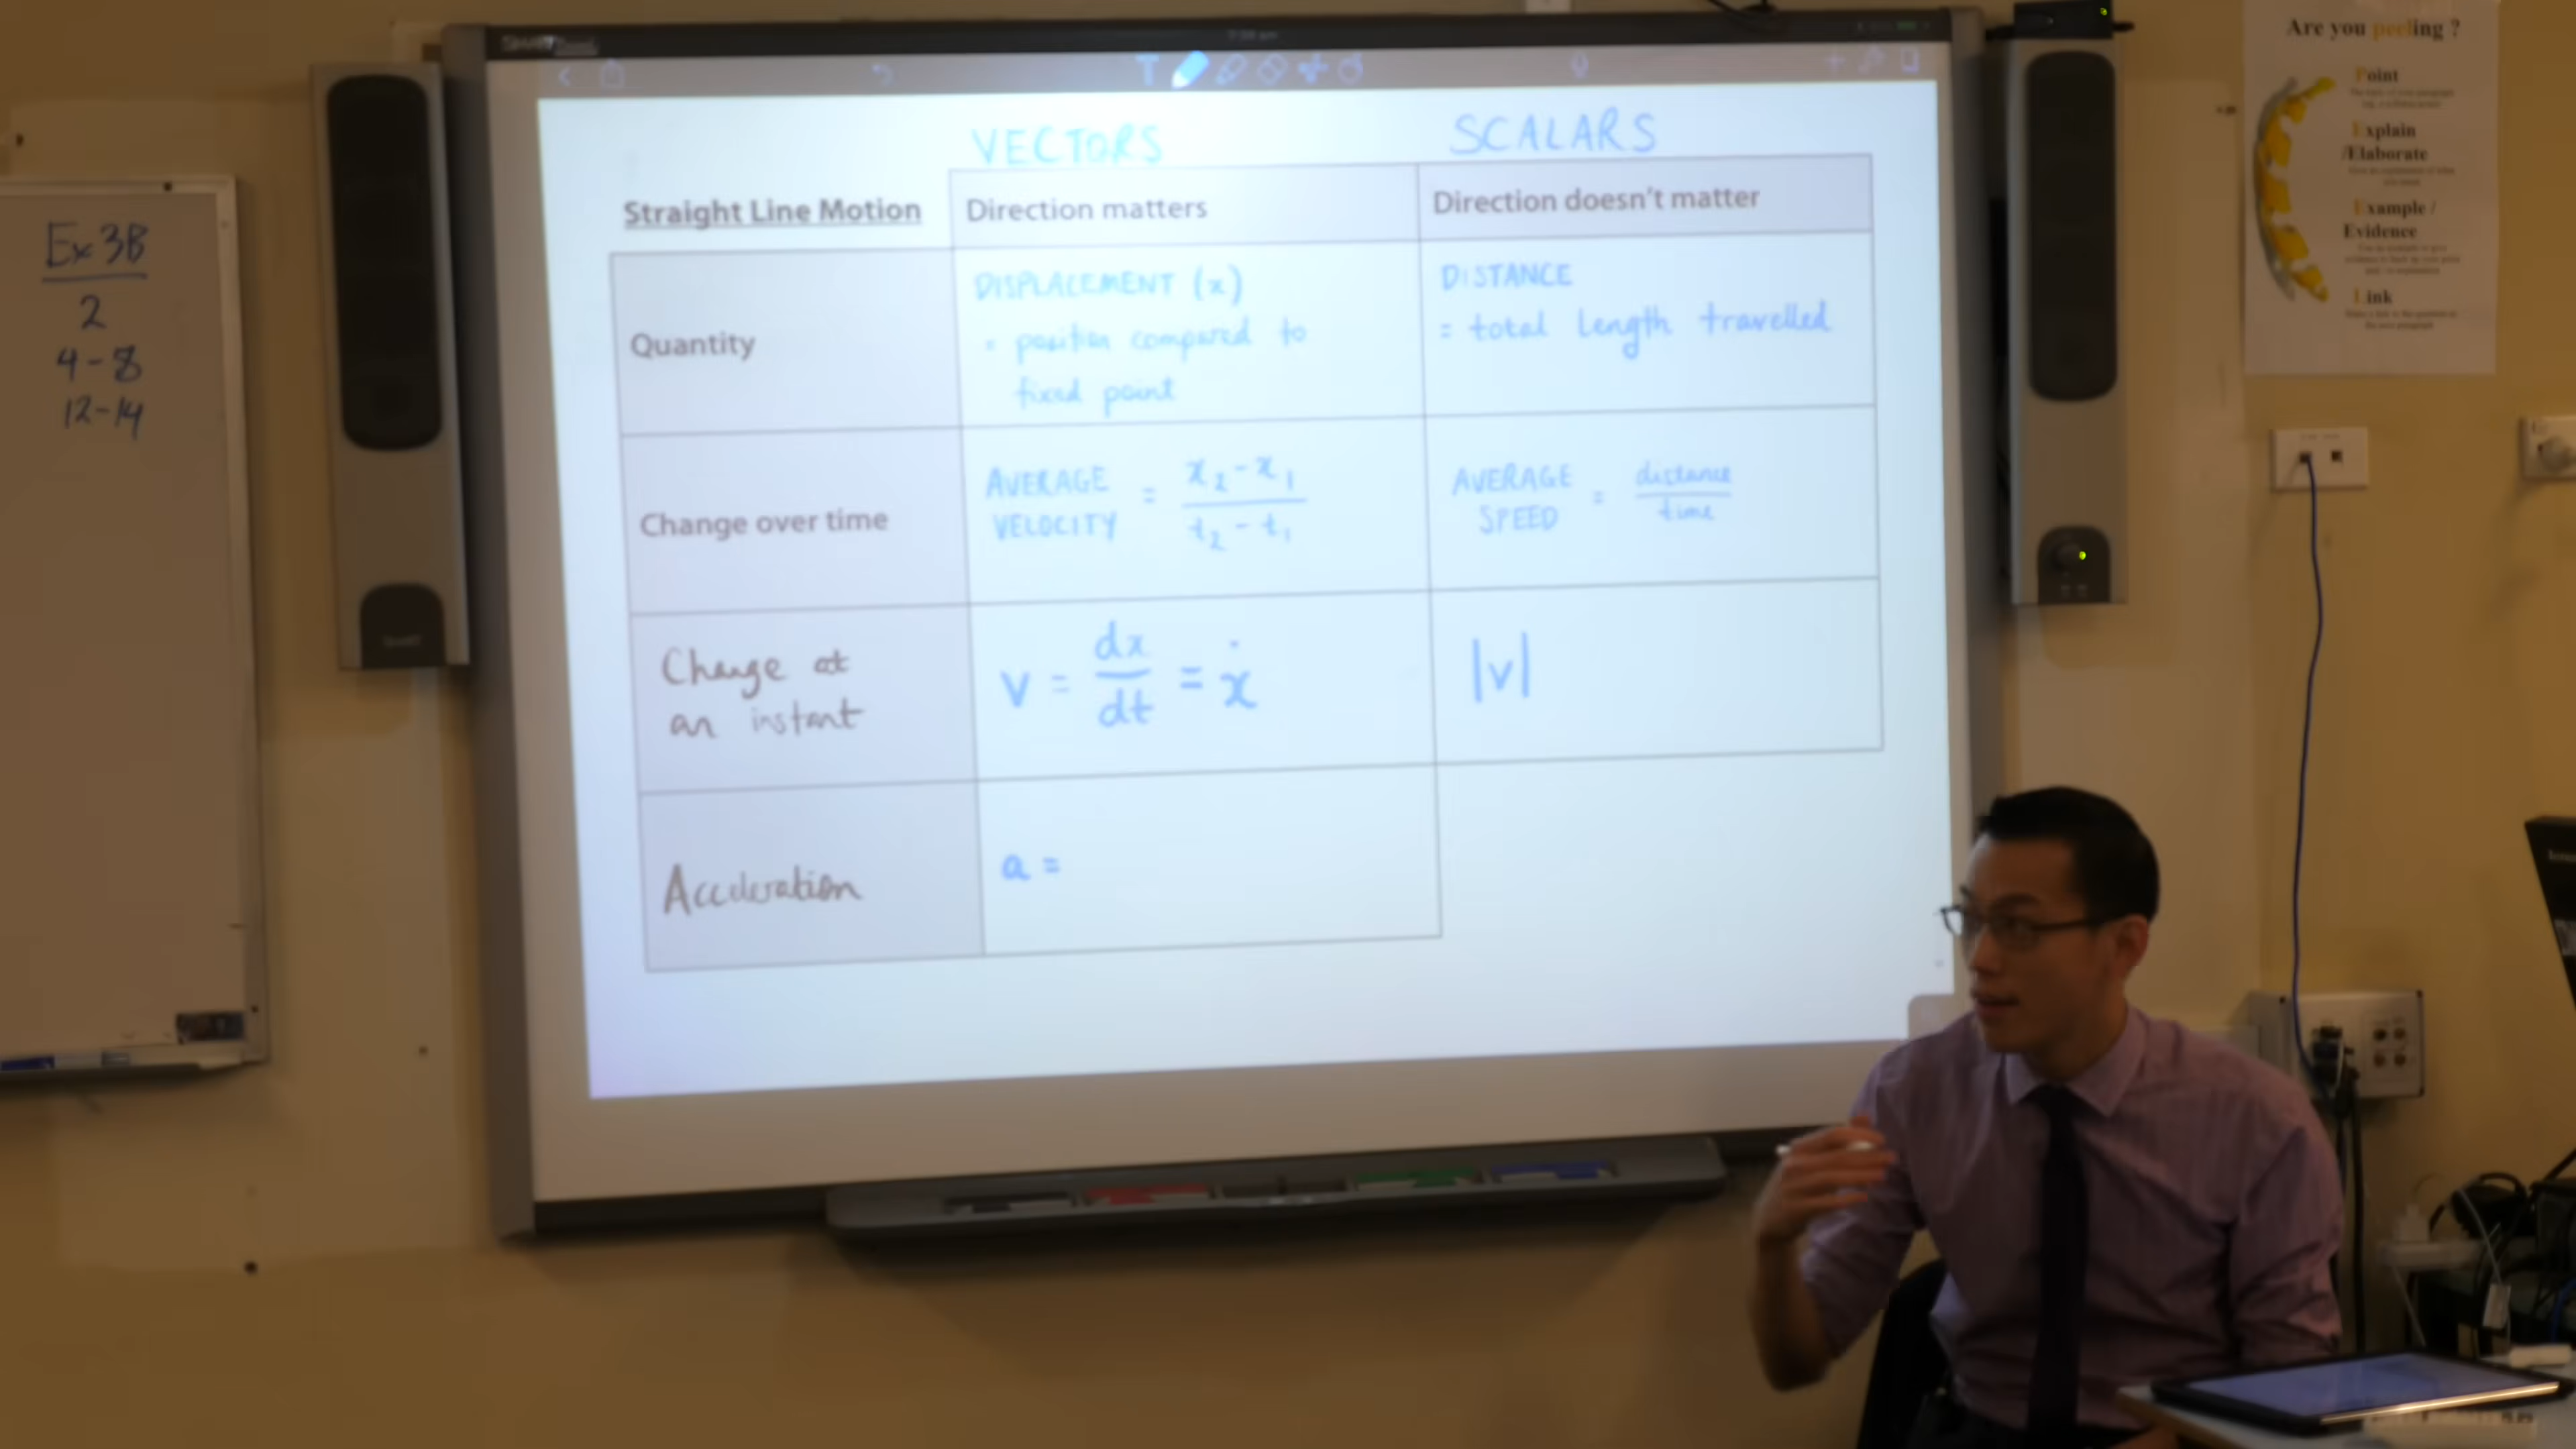 Ex 3B
2
4-8
12-14
VECTORS
SCALARS
Straight Line Motion
Direction matters
Direction doesn't matter
Quantity
DISPLACEMENT (x)
= position compared to
fixed point
DISTANCE
= total length travelled
Change over time
AVERAGE
VELOCITY
= x₂-x₁
t₂-t₁
AVERAGE
SPEED
= distance
time
Change at
an instant
v = dx/dt = ẋ
|v|
Acceleration
a =
Are you peeling ?
Point
Explain
/Elaborate
Example /
Evidence
Link